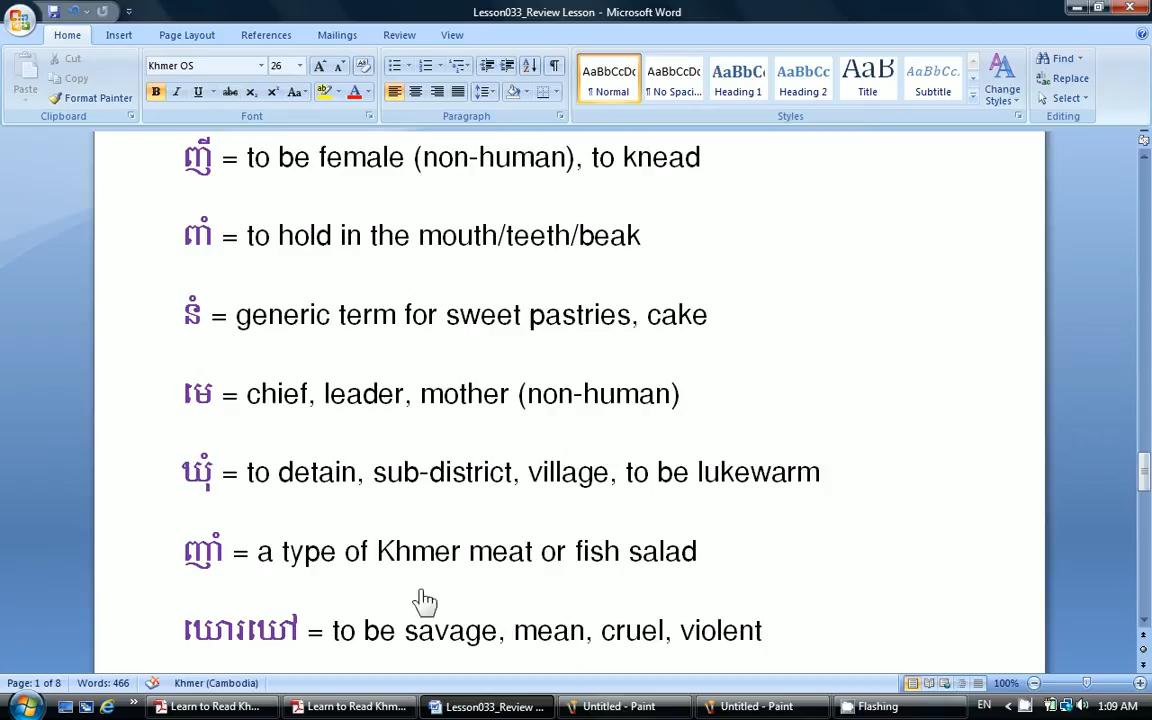 Lesson033_Review Lesson - Microsoft Word
Home Insert Page Layout References Mailings Review View
Paste Cut Copy Format Painter
Khmer OS 26
AaBbCcDc AaBbCcDc AaBbC AaBbCc AaB AaBbCc.
¶ Normal ¶ No Spaci... Heading 1 Heading 2 Title Subtitle
Change Styles
Find Replace Select
Clipboard Font Paragraph Styles Editing
ញី = to be female (non-human), to knead
ពាំ = to hold in the mouth/teeth/beak
នំ = generic term for sweet pastries, cake
មេ = chief, leader, mother (non-human)
ឃុំ = to detain, sub-district, village, to be lukewarm
ញាំ = a type of Khmer meat or fish salad
ឃោរឃៅ = to be savage, mean, cruel, violent
Page: 1 of 8 Words: 466 Khmer (Cambodia) 100%
Learn to Read Kh... Learn to Read Khm... Lesson033_Review ... Untitled - Paint Untitled - Paint Flashing EN 1:09 AM